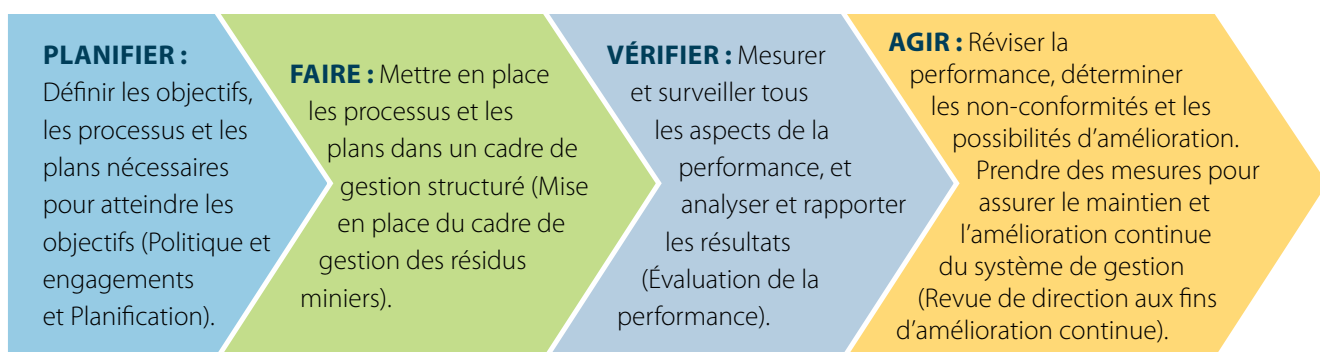 PLANIFIER :
Définir les objectifs,
les processus et les
plans nécessaires
pour atteindre les
objectifs (Politique et
engagements
et Planification).
FAIRE : Mettre en place
les processus et les
plans dans un cadre de
gestion structuré (Mise
en place du cadre de
gestion des résidus
miniers).
VÉRIFIER : Mesurer
et surveiller tous
les aspects de la
performance, et
analyser et rapporter
les résultats
(Évaluation de la
performance).
AGIR : Réviser la
performance, déterminer
les non-conformités et les
possibilités d’amélioration.
Prendre des mesures pour
assurer le maintien et
l’amélioration continue
du système de gestion
(Revue de direction aux fins
d’amélioration continue).